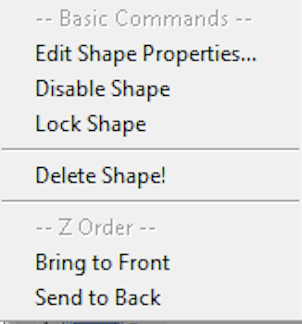 -- Basic Commands --
Edit Shape Properties...
Disable Shape
Lock Shape
Delete Shape!
-- Z Order --
Bring to Front
Send to Back